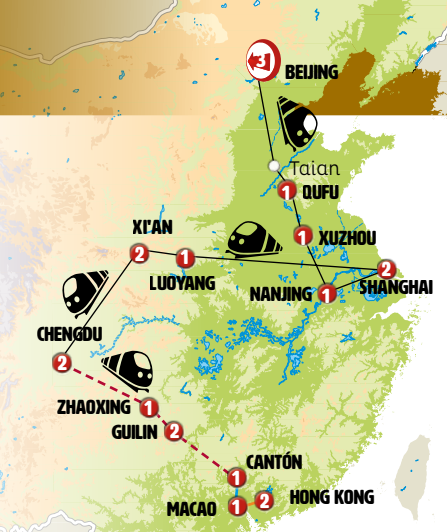 3
BEIJING
Taian
1 QUFU
1 XUZHOU
XI'AN
2
1
LUOYANG
2
SHANGHAI
NANJING 1
CHENGDU
2
ZHAOXING 1
GUILIN 2
CANTÓN
1
MACAO 1
2 HONG KONG